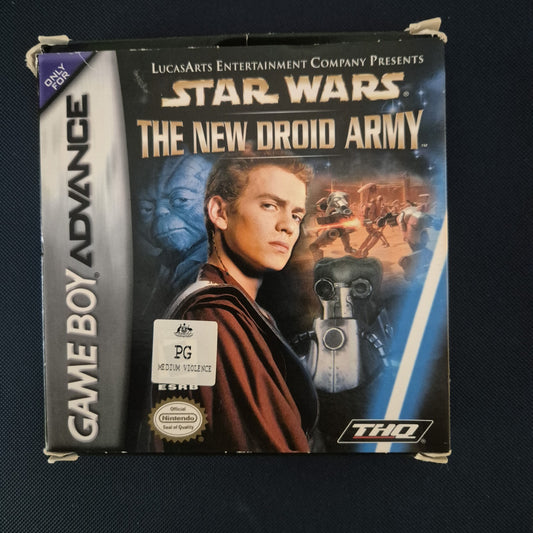 ONLY
FOR
GAME BOY ADVANCE
LUCASARTS ENTERTAINMENT COMPANY PRESENTS
STAR WARS®
THE NEW DROID ARMY™
PG
MEDIUM VIOLENCE
ESRB
Official
Nintendo
Seal of Quality
THQ®